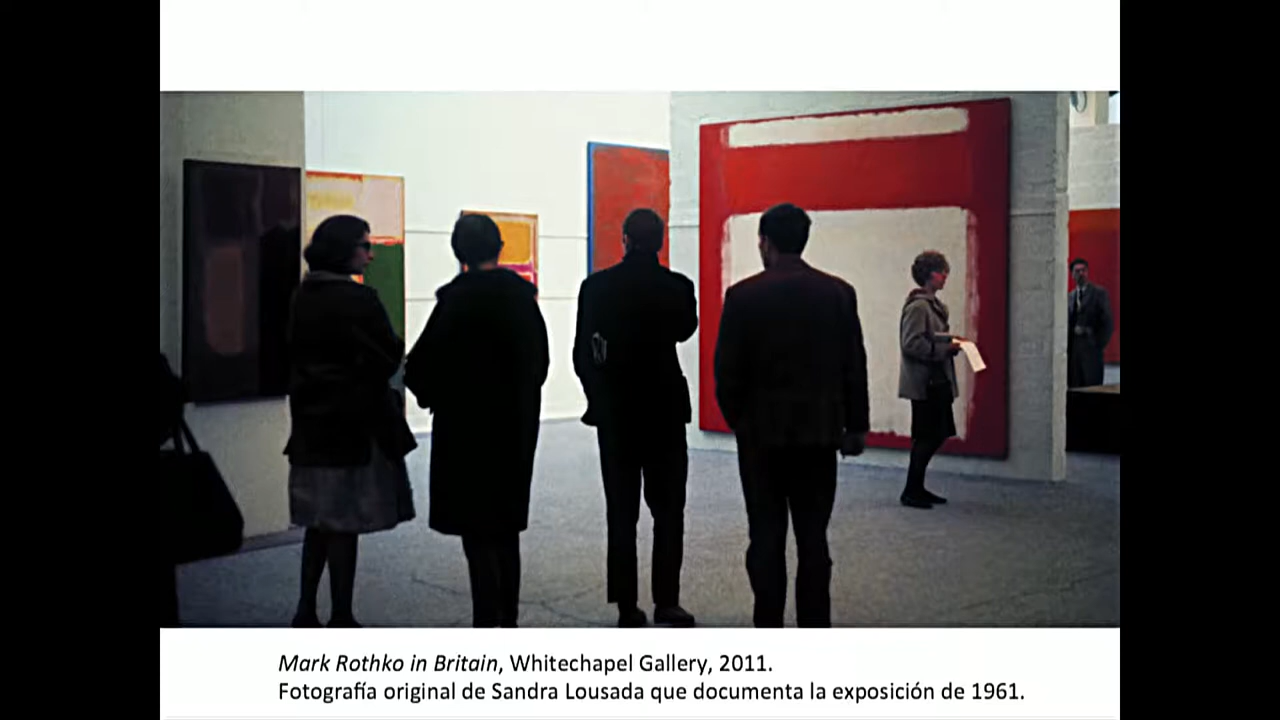 Mark Rothko in Britain, Whitechapel Gallery, 2011.
Fotografía original de Sandra Lousada que documenta la exposición de 1961.